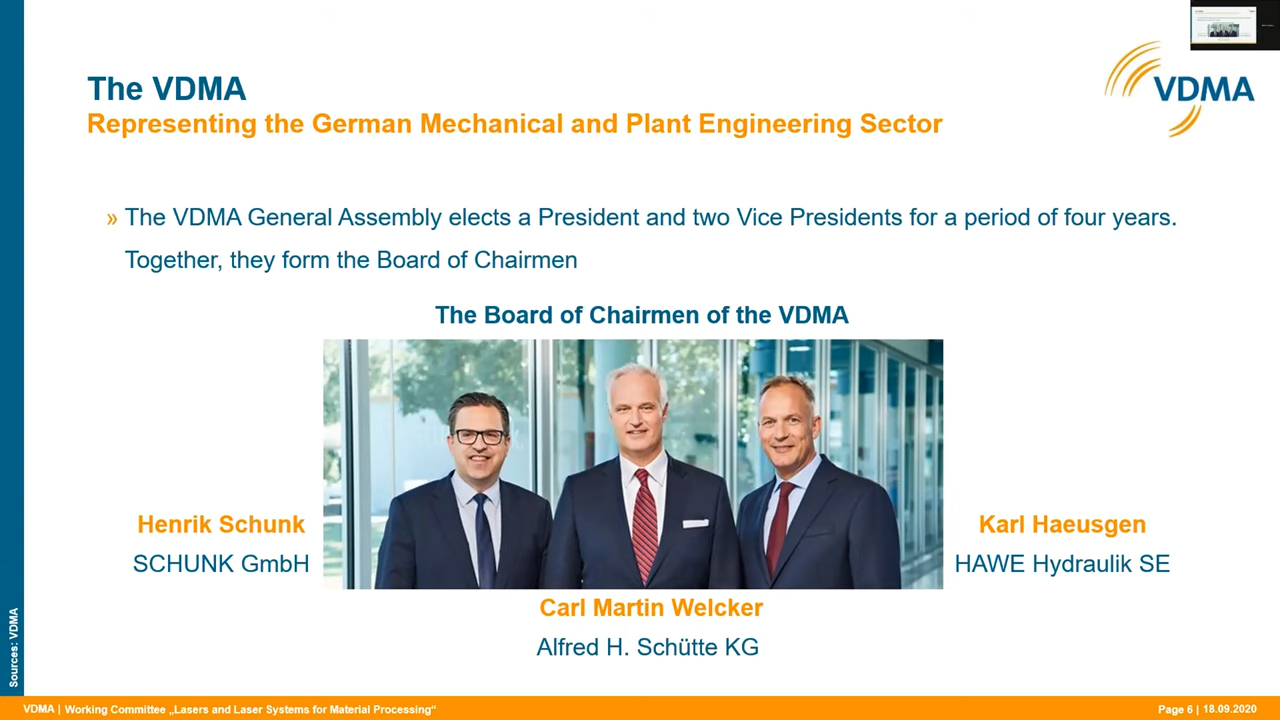 The VDMA
Representing the German Mechanical and Plant Engineering Sector
VDMA
» The VDMA General Assembly elects a President and two Vice Presidents for a period of four years.
Together, they form the Board of Chairmen
The Board of Chairmen of the VDMA
Henrik Schunk
SCHUNK GmbH
Karl Haeusgen
HAWE Hydraulik SE
Carl Martin Welcker
Alfred H. Schütte KG
Sources: VDMA
VDMA | Working Committee „Lasers and Laser Systems for Material Processing“
Page 6 | 18.09.2020